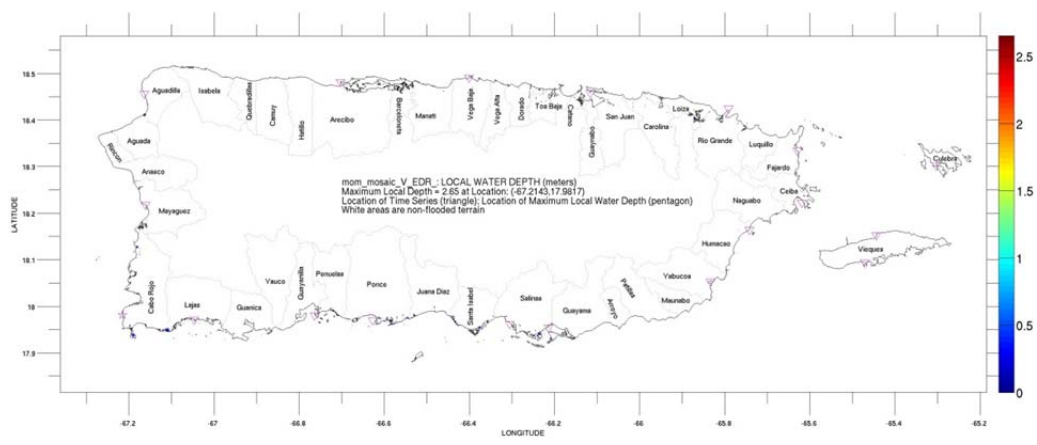 18.5
18.4
18.3
18.2
18.1
18
17.9
LATITUDE
Aguadilla
Isabela
Quebradillas
Camuy
Hatillo
Arecibo
Barceloneta
Manati
Vega Baja
Vega Alta
Dorado
Toa Baja
Catano
Guaynabo
San Juan
Carolina
Loiza
Rio Grande
Luquillo
Fajardo
Ceiba
Culebra
Aguada
Rincon
Anasco
Mayaguez
Naguabo
Humacao
Vieques
Yabucoa
Maunabo
Patillas
Arroyo
Guayama
Salinas
Santa Isabel
Juana Diaz
Ponce
Penuelas
Guayanilla
Yauco
Guanica
Lajas
Cabo Rojo
mom_mosaic_V_EDR_: LOCAL WATER DEPTH (meters)
Maximum Local Depth = 2.65 at Location: (-67.2143,17.9817)
Location of Time Series (triangle); Location of Maximum Local Water Depth (pentagon)
White areas are non-flooded terrain
-67.2
-67
-66.8
-66.6
-66.4
-66.2
-66
-65.8
-65.6
-65.4
-65.2
LONGITUDE
2.5
2
1.5
1
0.5
0